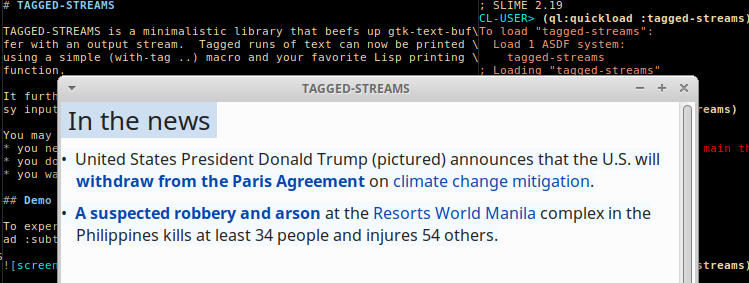 # TAGGED-STREAMS
TAGGED-STREAMS is a minimalistic library that beefs up gtk-text-buf\
fer with an output stream.  Tagged runs of text can now be printed \
using a simple (with-tag ..) macro and your favorite Lisp printing \
function.
It furth
sy input
You may
* you ne
* you do
* you wa
## Demo
To exper
ad :subt
![screen
; SLIME 2.19
CL-USER> (ql:quickload :tagged-streams)
To load "tagged-streams":
Load 1 ASDF system:
tagged-streams
; Loading "tagged-streams"
eams)
main th
streams)
TAGGED-STREAMS
In the news
• United States President Donald Trump (pictured) announces that the U.S. will
withdraw from the Paris Agreement on climate change mitigation.
• A suspected robbery and arson at the Resorts World Manila complex in the
Philippines kills at least 34 people and injures 54 others.